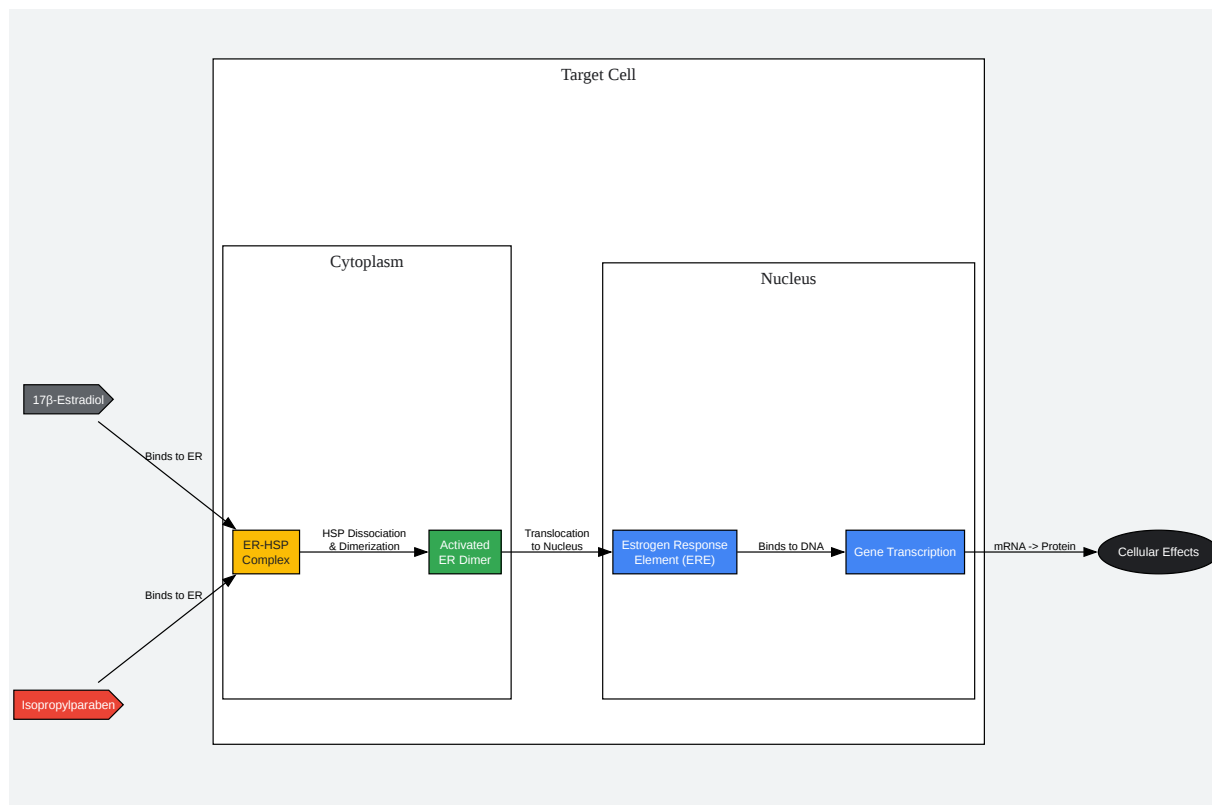 Target Cell
Cytoplasm
Nucleus
17β-Estradiol
Binds to ER
ER-HSP
Complex
HSP Dissociation
& Dimerization
Activated
ER Dimer
Translocation
to Nucleus
Estrogen Response
Element (ERE)
Binds to DNA
Gene Transcription
mRNA -> Protein
Cellular Effects
Binds to ER
Isopropylparaben